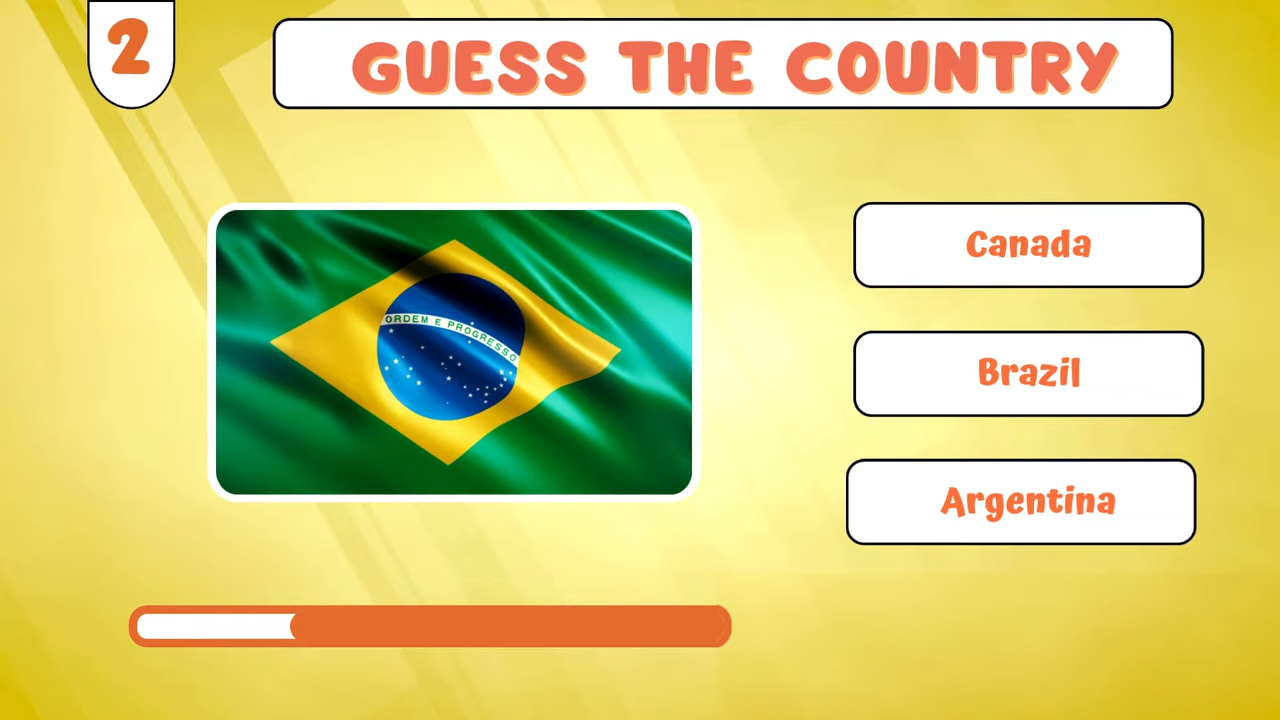 2
GUESS THE COUNTRY
ORDEM E PROGRESSO
Canada
Brazil
Argentina